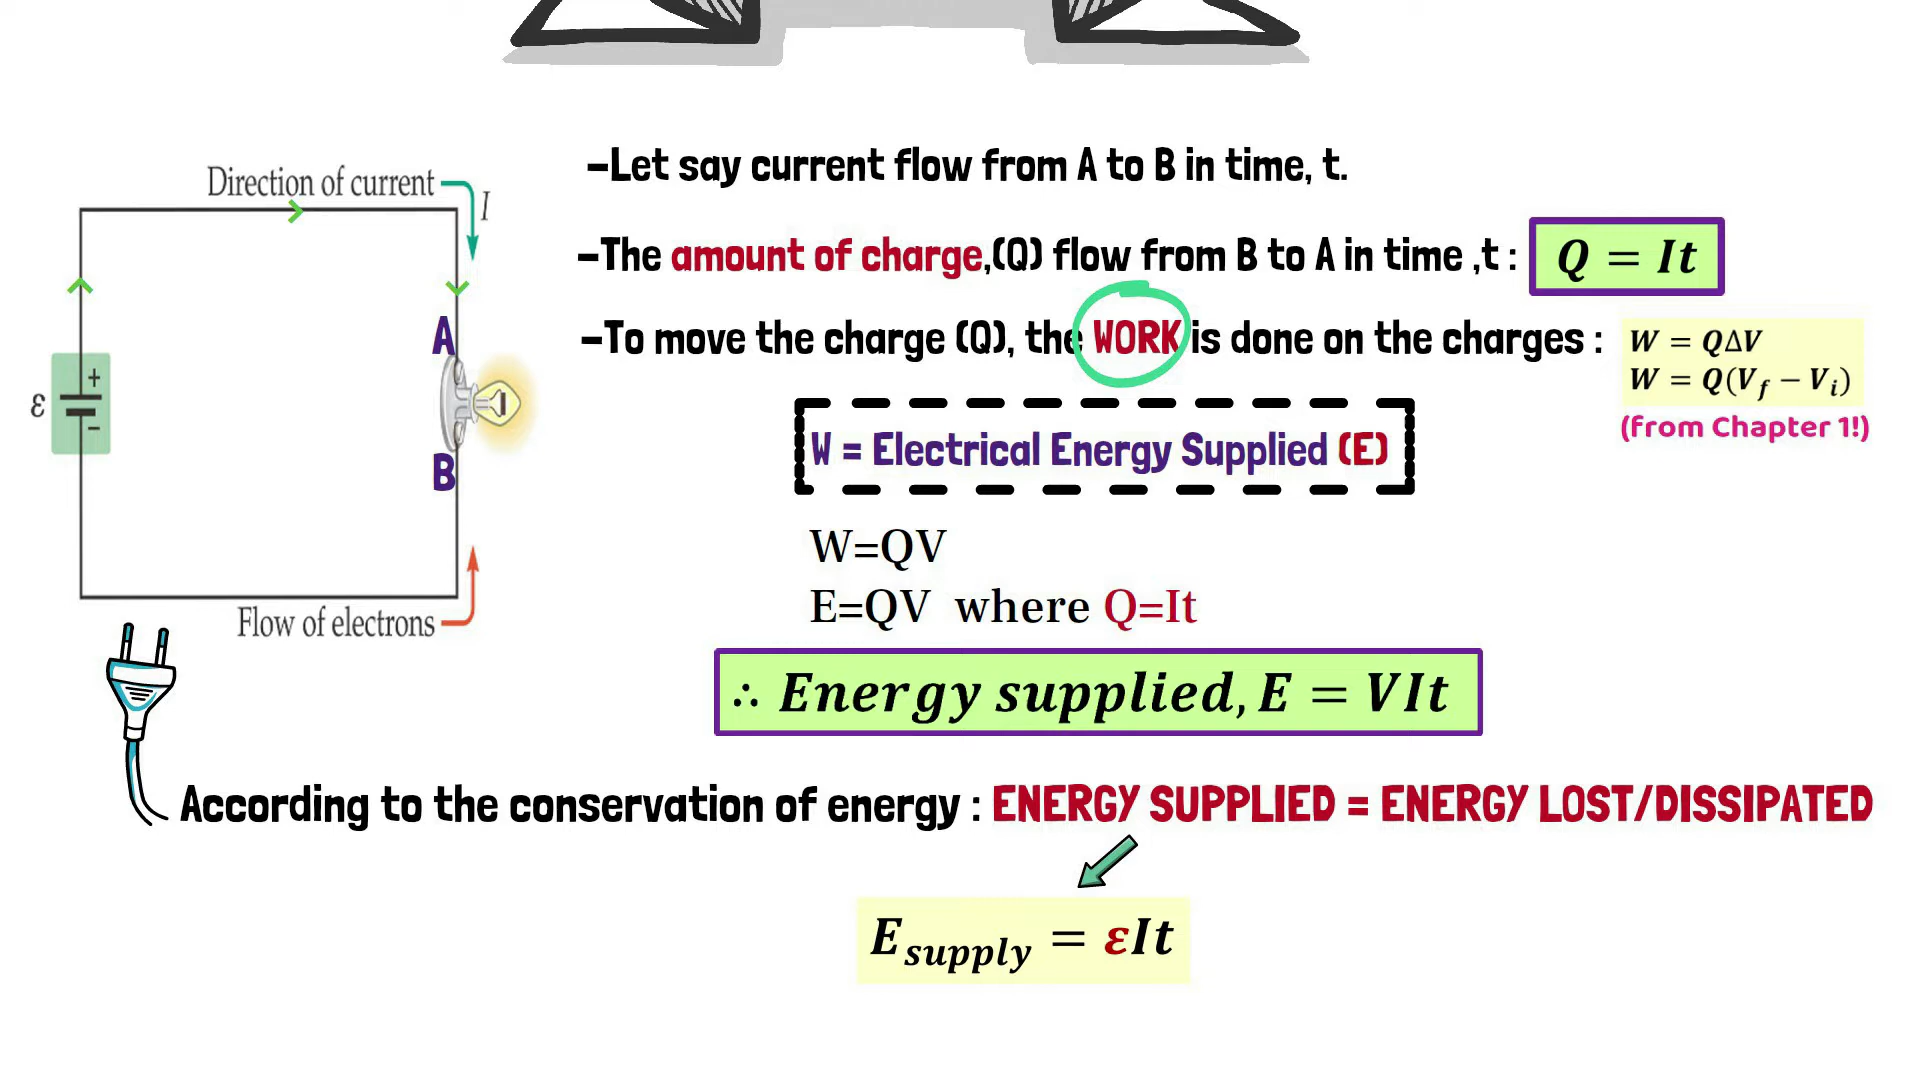 Direction of current
I
+
ε
−
A
B
Flow of electrons
–Let say current flow from A to B in time, t.
–The amount of charge,(Q) flow from B to A in time ,t : Q = It
–To move the charge (Q), the WORK is done on the charges :
W = QΔV
W = Q(Vf − Vi)
(from Chapter 1!)
W = Electrical Energy Supplied (E)
W=QV
E=QV where Q=It
∴ Energy supplied, E = VIt
According to the conservation of energy : ENERGY SUPPLIED = ENERGY LOST/DISSIPATED
Esupply = εIt